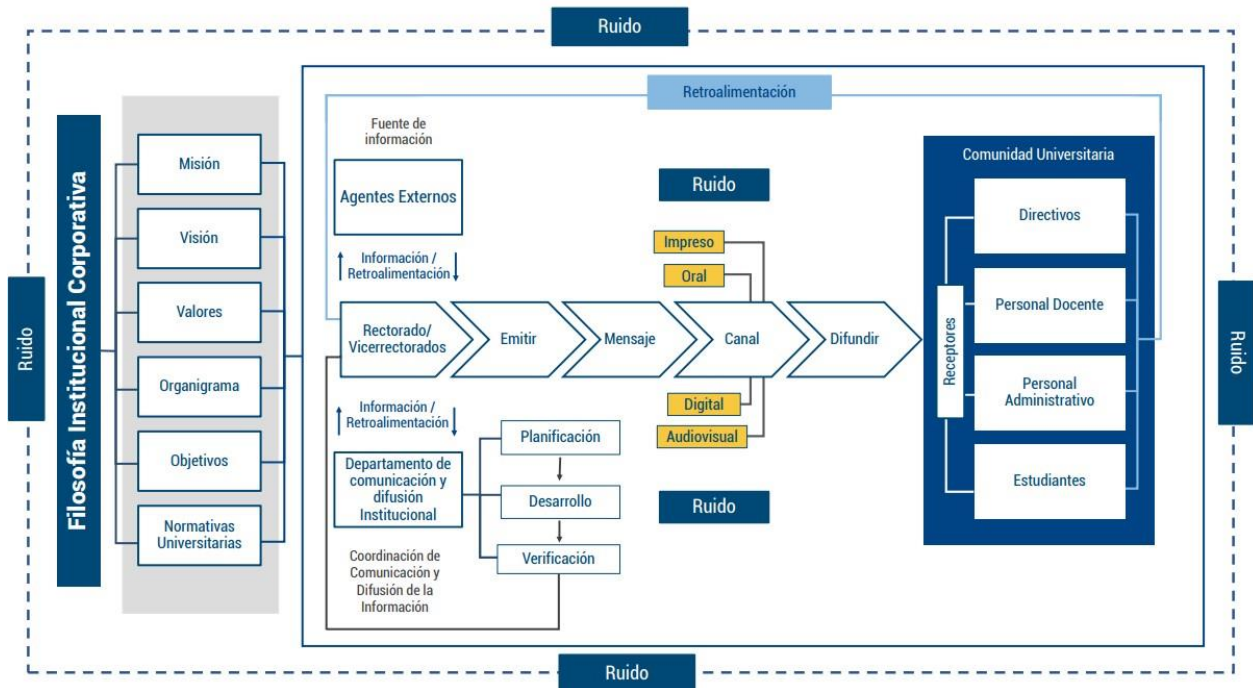 Ruido
Retroalimentación
Filosofía Institucional Corporativa
Misión
Visión
Valores
Organigrama
Objetivos
Normativas
Universitarias
Ruido
Fuente de
información
Agentes Externos
Información /
Retroalimentación
Rectorado/
Vicerrectorados
Emitir
Mensaje
Canal
Difundir
Ruido
Impreso
Oral
Digital
Audiovisual
Ruido
Información /
Retroalimentación
Departamento de
comunicación y
difusión
Institucional
Planificación
Desarrollo
Verificación
Coordinación de
Comunicación y
Difusión de la
Información
Comunidad Universitaria
Receptores
Directivos
Personal Docente
Personal
Administrativo
Estudiantes
Ruido
Ruido